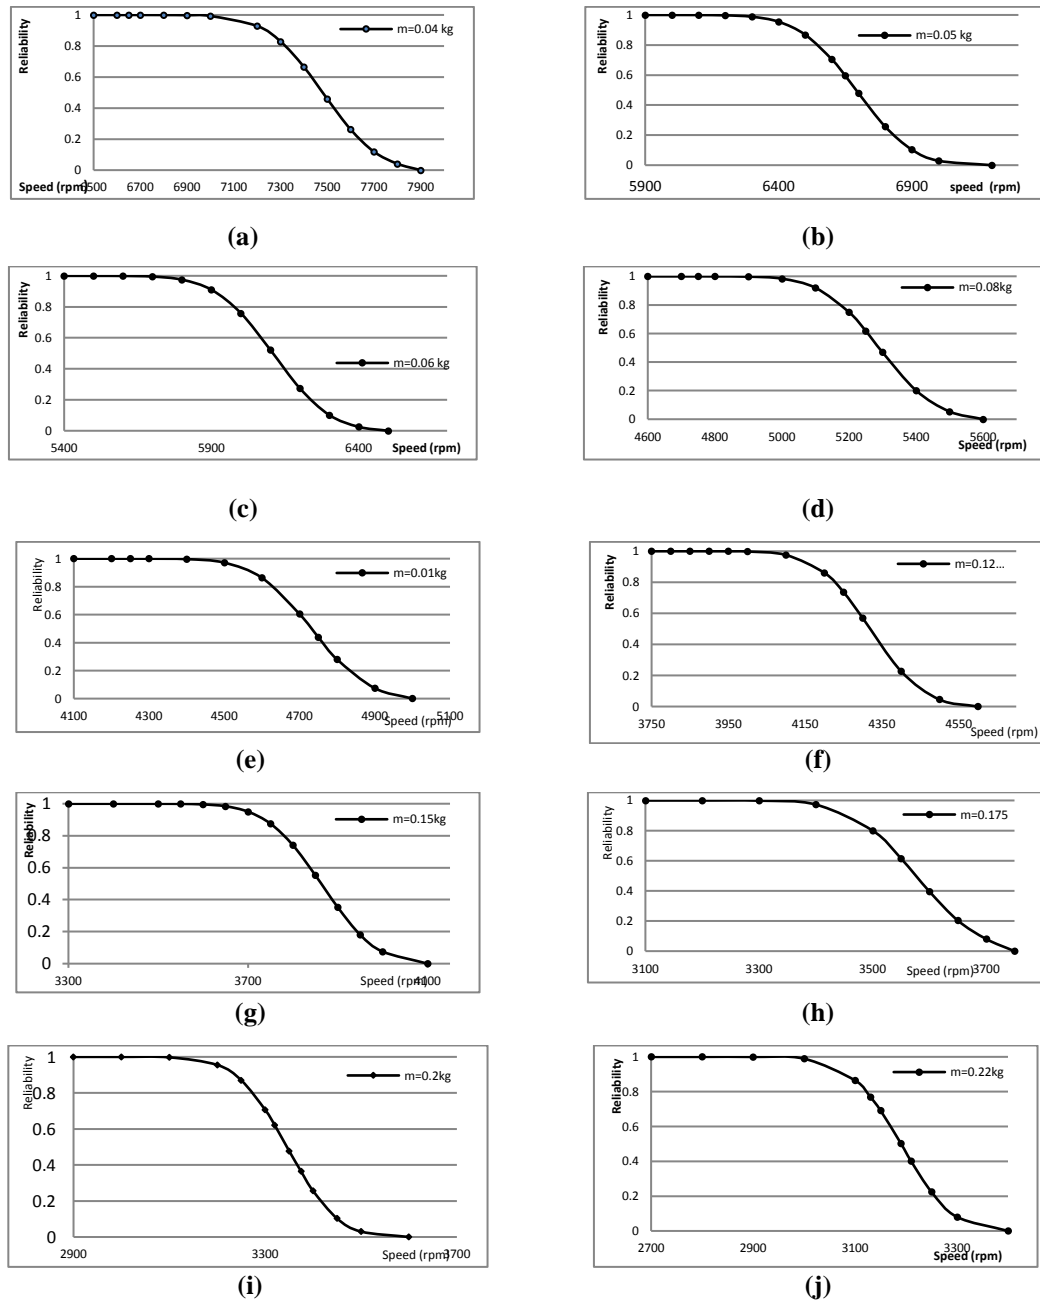 1
0.8
0.6
0.4
0.2
0
Reliability
m=0.04 kg
Speed (rpm) 6500 6700 6900 7100 7300 7500 7700 7900
(a)
1
0.8
0.6
0.4
0.2
0
Reliability
m=0.05 kg
5900 6400 6900 speed (rpm)
(b)
1
0.8
0.6
0.4
0.2
0
Reliability
m=0.06 kg
5400 5900 6400 Speed (rpm)
(c)
1
0.8
0.6
0.4
0.2
0
Reliability
m=0.08kg
4600 4800 5000 5200 5400 5600
Speed (rpm)
(d)
1
0.8
0.6
0.4
0.2
0
Reliability
m=0.01kg
4100 4300 4500 4700 4900 5100
Speed (rpm)
(e)
1
0.8
0.6
0.4
0.2
0
Reliability
m=0.12...
3750 3950 4150 4350 4550
Speed (rpm)
(f)
1
0.8
0.6
0.4
0.2
0
Reliability
m=0.15kg
3300 3700 Speed (rpm) 4100
(g)
1
0.8
0.6
0.4
0.2
0
Reliability
m=0.175
3100 3300 3500 Speed (rpm) 3700
(h)
1
0.8
0.6
0.4
0.2
0
Reliability
m=0.2kg
2900 3300 Speed (rpm) 3700
(i)
1
0.8
0.6
0.4
0.2
0
Reliability
m=0.22kg
2700 2900 3100 3300
Speed (rpm)
(j)